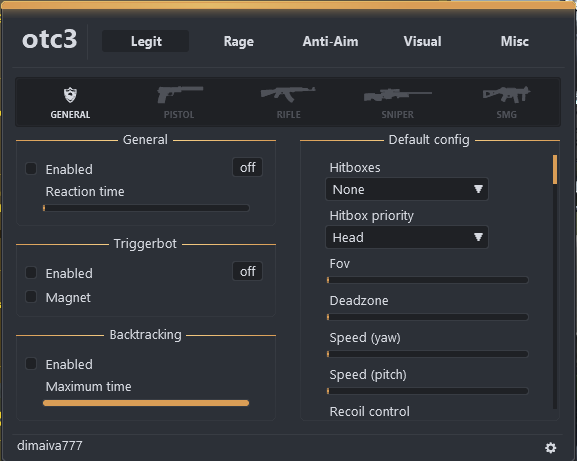 otc3
Legit Rage Anti-Aim Visual Misc
GENERAL PISTOL RIFLE SNIPER SMG
General
Enabled off
Reaction time
Triggerbot
Enabled off
Magnet
Backtracking
Enabled
Maximum time
Default config
Hitboxes
None
Hitbox priority
Head
Fov
Deadzone
Speed (yaw)
Speed (pitch)
Recoil control
dimaiva777